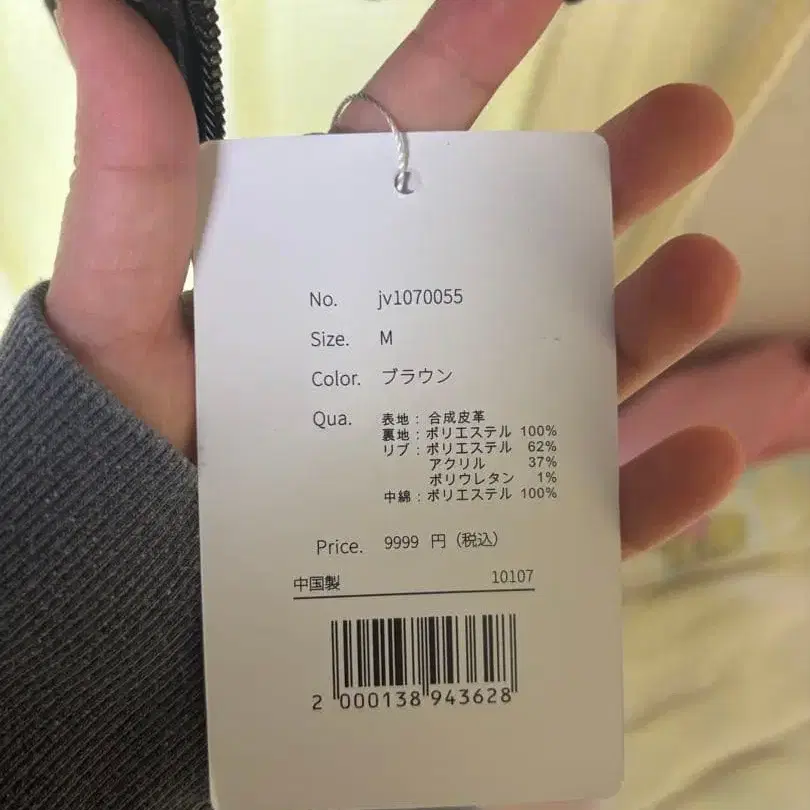 No. jv1070055
Size. M
Color. ブラウン
Qua. 表地：合成皮革
裏地：ポリエステル 100%
リブ：ポリエステル 62%
アクリル 37%
ポリウレタン 1%
中綿：ポリエステル 100%
Price. 9999 円（税込）
中国製 10107
2 000138 943628